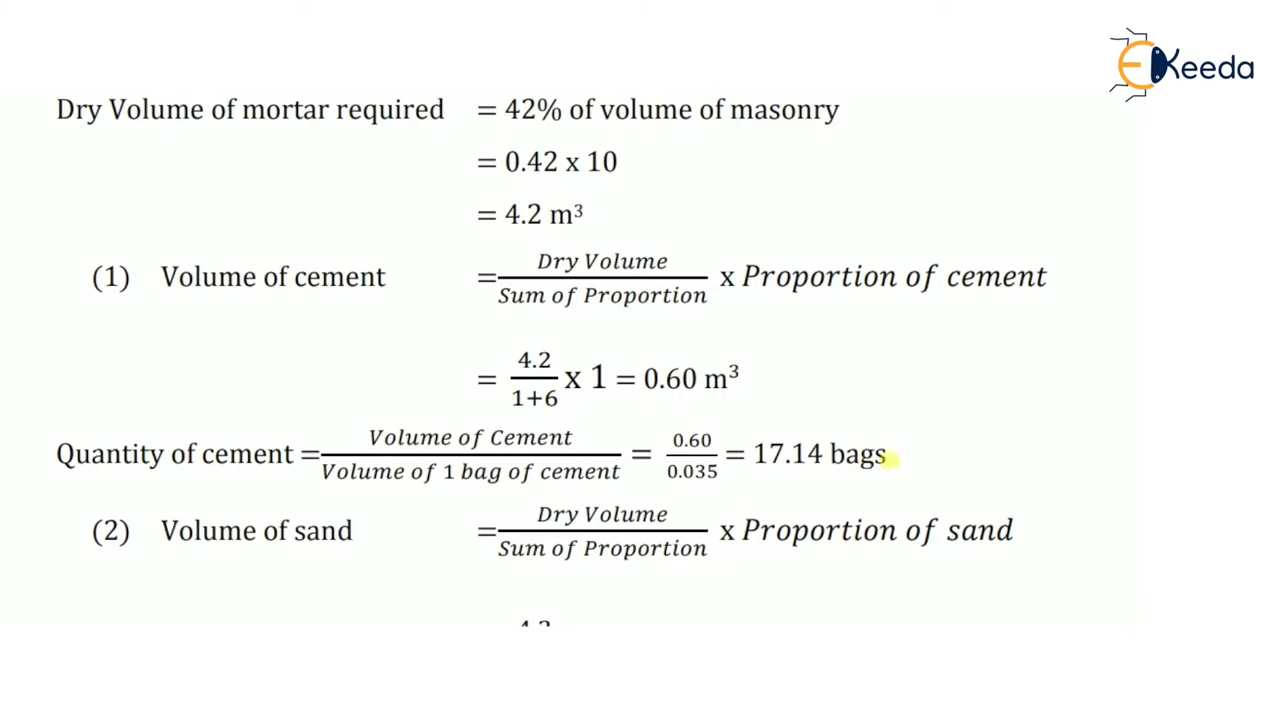 EKeeda
Dry Volume of mortar required = 42% of volume of masonry
= 0.42 x 10
= 4.2 m³
(1) Volume of cement = Dry Volume / Sum of Proportion x Proportion of cement
= 4.2 / 1+6 x 1 = 0.60 m³
Quantity of cement = Volume of Cement / Volume of 1 bag of cement = 0.60 / 0.035 = 17.14 bags
(2) Volume of sand = Dry Volume / Sum of Proportion x Proportion of sand